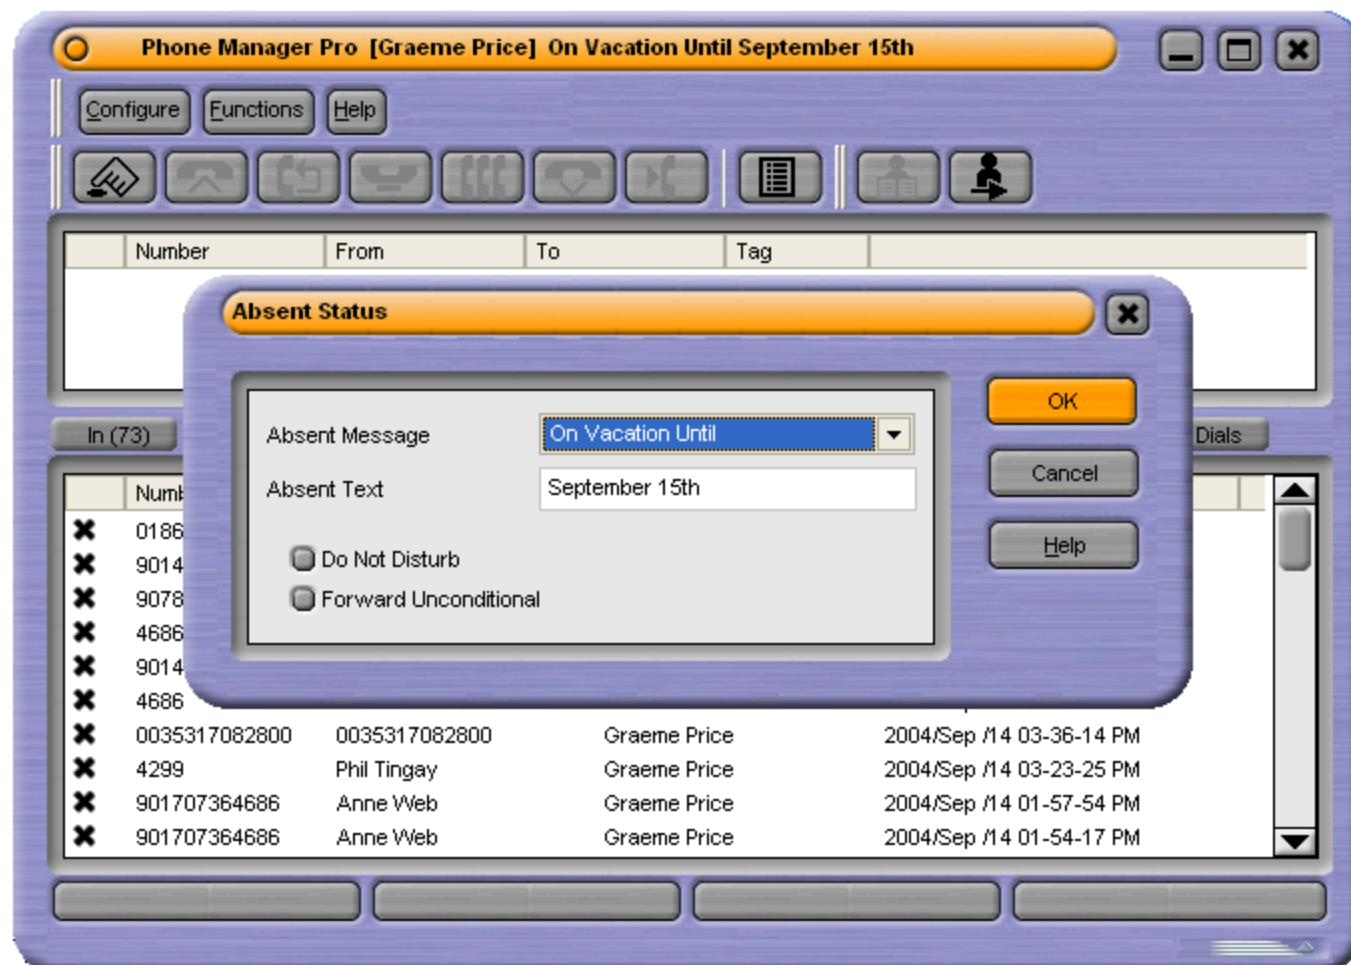 Phone Manager Pro [Graeme Price] On Vacation Until September 15th
Configure Functions Help
Number From To Tag
Absent Status
OK
Absent Message On Vacation Until
In (73) Dials
Cancel
Absent Text September 15th
0186
Help
Do Not Disturb
9014
9078
Forward Unconditional
4686
9014
4686
0035317082800 0035317082800 Graeme Price 2004/Sep /14 03-36-14 PM
4299 Phil Tingay Graeme Price 2004/Sep /14 03-23-25 PM
901707364686 Anne Web Graeme Price 2004/Sep /14 01-57-54 PM
901707364686 Anne Web Graeme Price 2004/Sep /14 01-54-17 PM